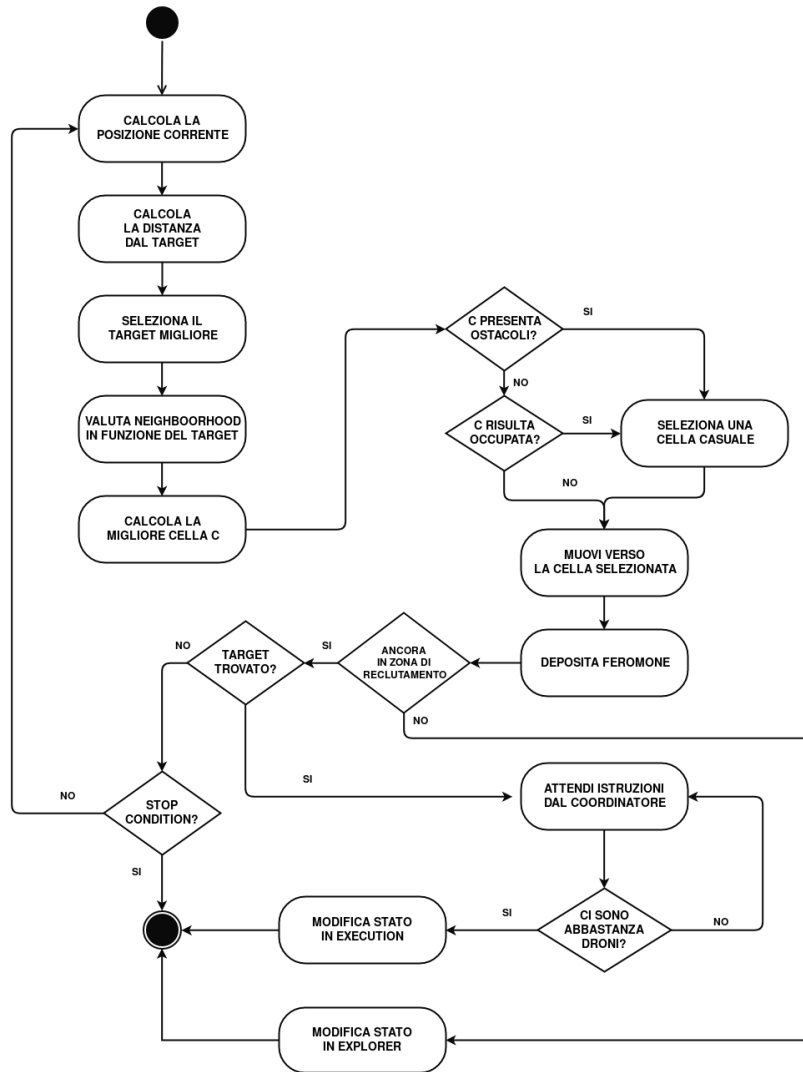 CALCOLA LA
POSIZIONE CORRENTE
CALCOLA
LA DISTANZA
DAL TARGET
SELEZIONA IL
TARGET MIGLIORE
VALUTA NEIGHBOORHOOD
IN FUNZIONE DEL TARGET
CALCOLA LA
MIGLIORE CELLA C
C PRESENTA
OSTACOLI?
SI
NO
C RISULTA
OCCUPATA?
SI
NO
SELEZIONA UNA
CELLA CASUALE
MUOVI VERSO
LA CELLA SELEZIONATA
DEPOSITA FEROMONE
ANCORA
IN ZONA DI
RECLUTAMENTO
SI
NO
TARGET
TROVATO?
NO
SI
STOP
CONDITION?
NO
SI
ATTENDI ISTRUZIONI
DAL COORDINATORE
CI SONO
ABBASTANZA
DRONI?
SI
NO
MODIFICA STATO
IN EXECUTION
MODIFICA STATO
IN EXPLORER